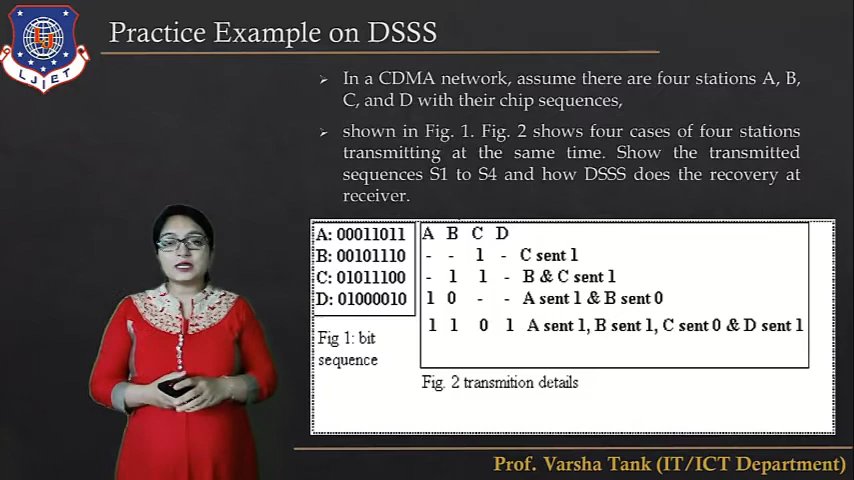 Practice Example on DSSS
LJIET
In a CDMA network, assume there are four stations A, B,
C, and D with their chip sequences,
shown in Fig. 1. Fig. 2 shows four cases of four stations
transmitting at the same time. Show the transmitted
sequences S1 to S4 and how DSSS does the recovery at
receiver.
A: 00011011
B: 00101110
C: 01011100
D: 01000010
Fig 1: bit
sequence
A B C D
- - 1 - C sent 1
- 1 1 - B & C sent 1
1 0 - - A sent 1 & B sent 0
1 1 0 1 A sent 1, B sent 1, C sent 0 & D sent 1
Fig. 2 transmition details
Prof. Varsha Tank (IT/ICT Department)